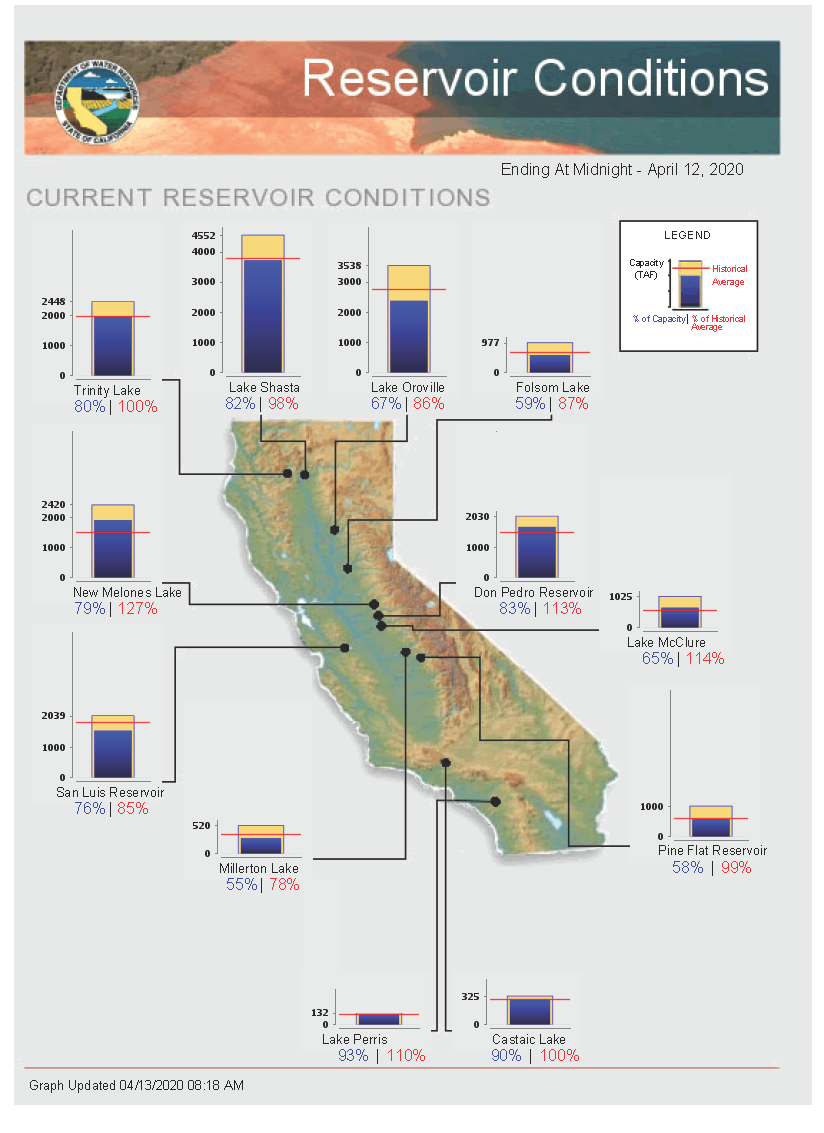 DEPARTMENT OF WATER RESOURCES
STATE OF CALIFORNIA
Reservoir Conditions
Ending At Midnight - April 12, 2020
CURRENT RESERVOIR CONDITIONS
2448
2000
1000
0
Trinity Lake
80% | 100%
4552
4000
3000
2000
1000
0
Lake Shasta
82% | 98%
3538
3000
2000
1000
0
Lake Oroville
67% | 86%
977
0
Folsom Lake
59% | 87%
LEGEND
Capacity
(TAF)
Historical
Average
% of Capacity | % of Historical
Average
2420
2000
1000
0
New Melones Lake
79% | 127%
2030
1000
0
Don Pedro Reservoir
83% | 113%
1025
0
Lake McClure
65% | 114%
2039
1000
0
San Luis Reservoir
76% | 85%
520
0
Millerton Lake
55% | 78%
1000
0
Pine Flat Reservoir
58% | 99%
132
0
Lake Perris
93% | 110%
325
0
Castaic Lake
90% | 100%
Graph Updated 04/13/2020 08:18 AM